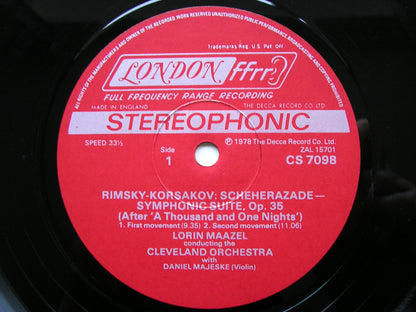 ALL RIGHTS OF THE MANUFACTURERS AND OWNER OF THE RECORDED WORK RESERVED UNAUTHORIZED PUBLIC PERFORMANCE, BROADCASTING AND COPYING OF THIS RECORD PROHIBITED
Trademarks Reg. U.S. Pat. Off
LONDON ffrr
FULL FREQUENCY RANGE RECORDING
MADE IN ENGLAND THE DECCA RECORD CO. LTD
STEREOPHONIC
SPEED 33⅓ Side ℗ 1978 The Decca Record Co. Ltd.
ZAL 15701
1 CS 7098
RIMSKY-KORSAKOV: SCHEHERAZADE—
SYMPHONIC SUITE, Op. 35
(After 'A Thousand and One Nights')
1. First movement (9.35) 2. Second movement (11.06)
LORIN MAAZEL
conducting the
CLEVELAND ORCHESTRA
with
DANIEL MAJESKE (Violin)